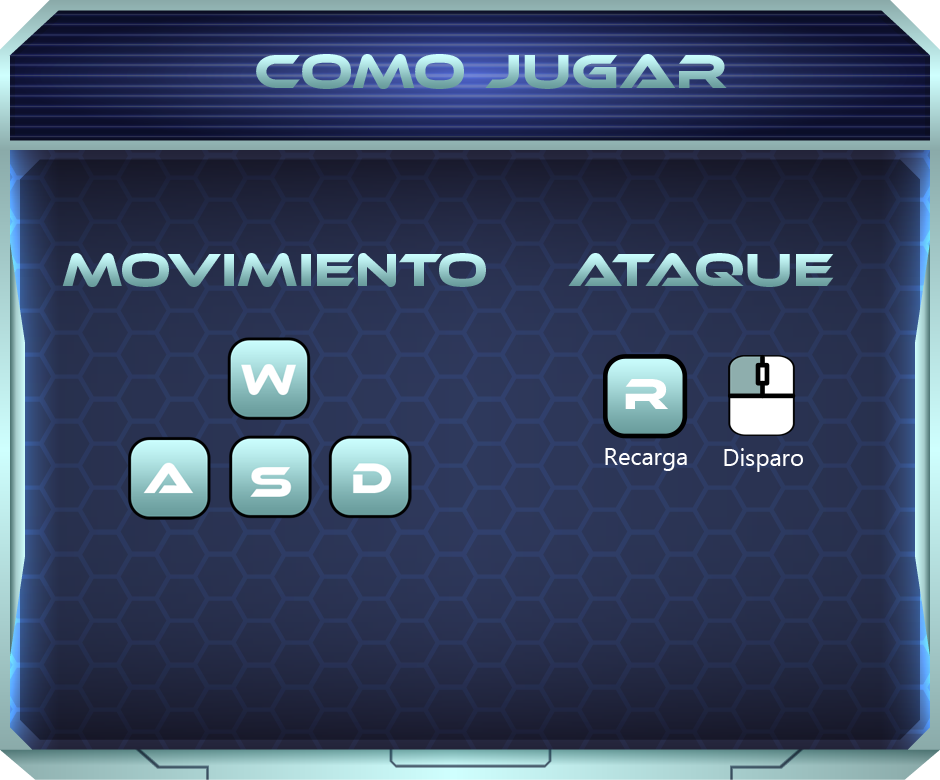 COMO JUGAR
MOVIMIENTO
W
A S D
ATAQUE
R
Recarga Disparo